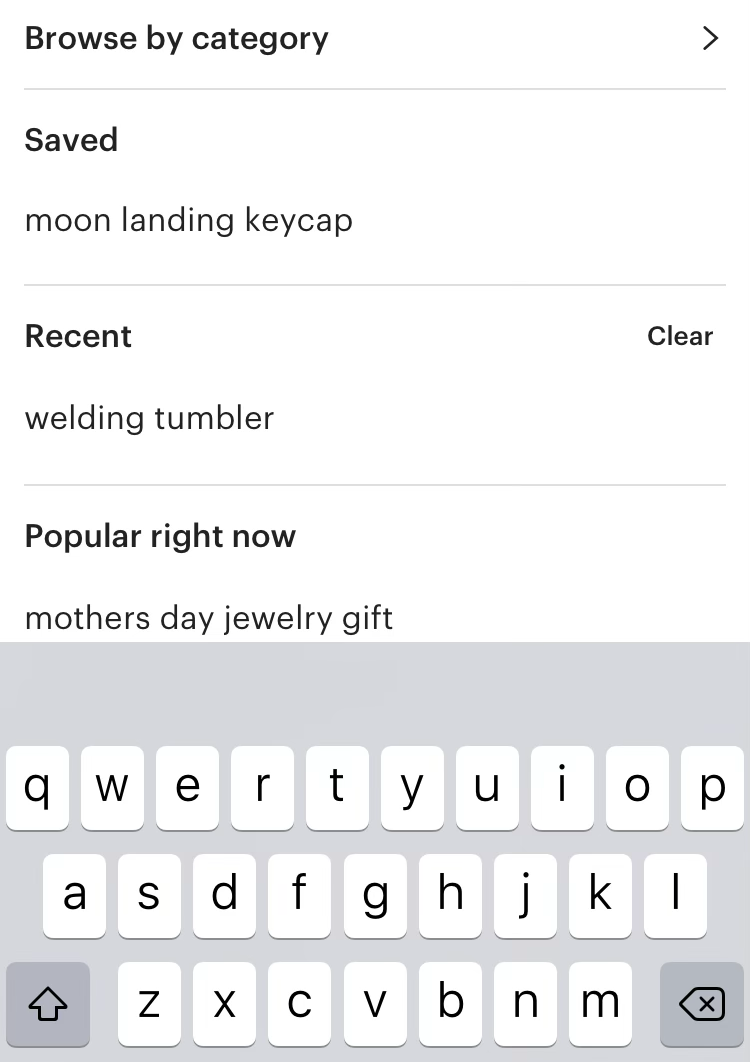 Browse by category
Saved
moon landing keycap
Recent Clear
welding tumbler
Popular right now
mothers day jewelry gift
q w e r t y u i o p
a s d f g h j k l
z x c v b n m